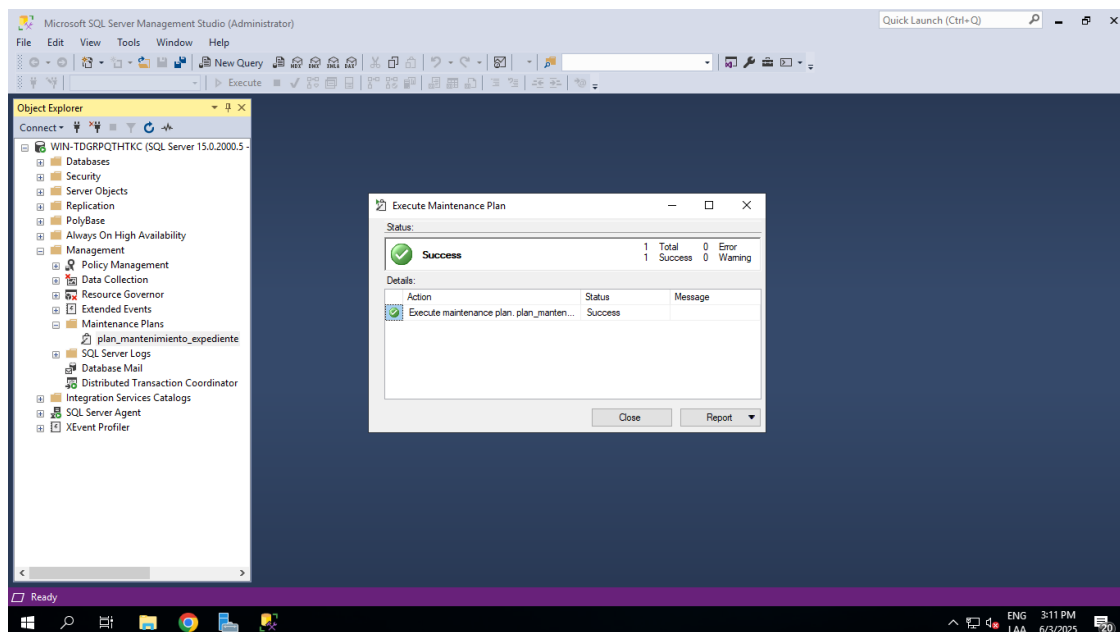 Microsoft SQL Server Management Studio (Administrator)
Quick Launch (Ctrl+Q)
File Edit View Tools Window Help
New Query
Execute
Object Explorer
Connect
WIN-TDGRPQTHTKC (SQL Server 15.0.2000.5 -
Databases
Security
Server Objects
Replication
PolyBase
Always On High Availability
Management
Policy Management
Data Collection
Resource Governor
Extended Events
Maintenance Plans
plan_mantenimiento_expediente
SQL Server Logs
Database Mail
Distributed Transaction Coordinator
Integration Services Catalogs
SQL Server Agent
XEvent Profiler
Execute Maintenance Plan
Status:
Success
1 Total 0 Error
1 Success 0 Warning
Details:
Action Status Message
Execute maintenance plan. plan_manten... Success
Close Report
Ready
ENG 3:11 PM
LAA 6/3/2025
20